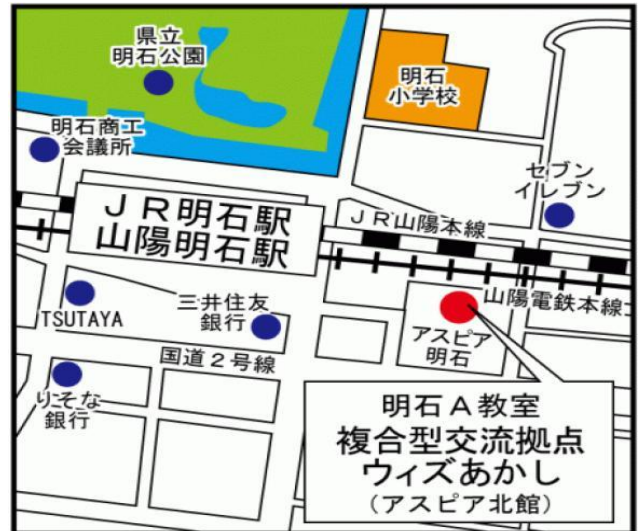 県立
明石公園
明石
小学校
明石商工
会議所
セブン
イレブン
ＪＲ明石駅
山陽明石駅
ＪＲ山陽本線
山陽電鉄本線
TSUTAYA
三井住友
銀行
アスピア
明石
国道２号線
りそな
銀行
明石Ａ教室
複合型交流拠点
ウィズあかし
（アスピア北館）